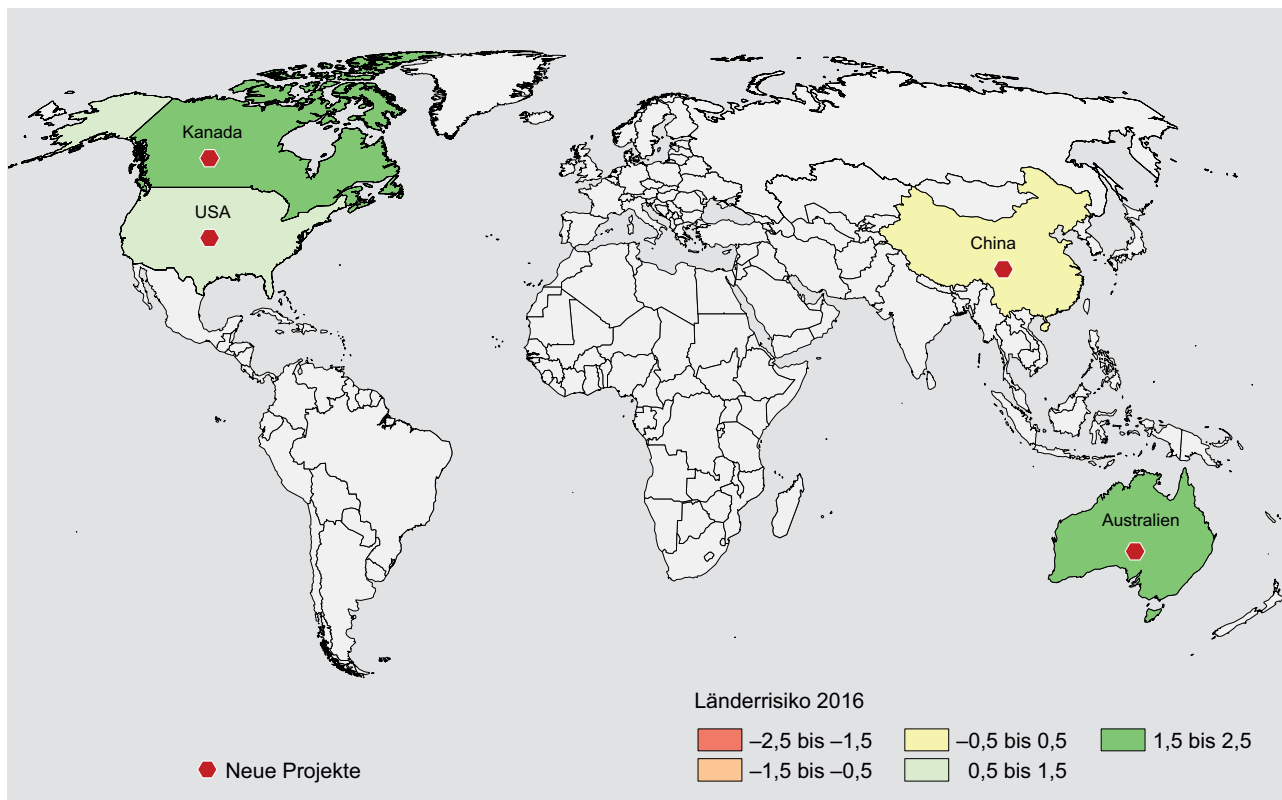 Kanada
USA
China
Australien
Länderrisiko 2016
–2,5 bis –1,5
–0,5 bis 0,5
1,5 bis 2,5
–1,5 bis –0,5
0,5 bis 1,5
Neue Projekte